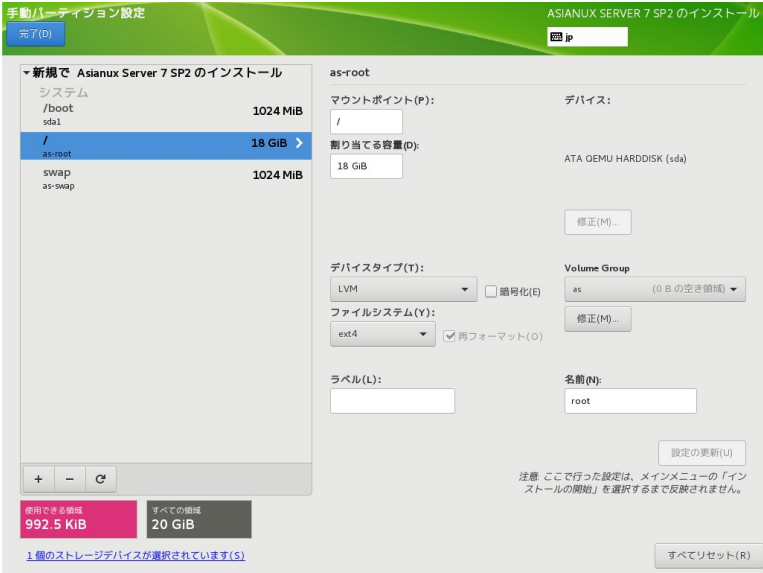 手動パーティション設定
ASIANUX SERVER 7 SP2 のインストール
完了(D)
jp
新規で Asianux Server 7 SP2 のインストール
システム
/boot
1024 MiB
sda1
/
18 GiB
as-root
swap
1024 MiB
as-swap
as-root
マウントポイント(P):
デバイス:
/
割り当てる容量(D):
18 GiB
ATA QEMU HARDDISK (sda)
修正(M)...
デバイスタイプ(T):
Volume Group
LVM
暗号化(E)
as
(0 B の空き領域)
ファイルシステム(Y):
修正(M)...
ext4
再フォーマット(O)
ラベル(L):
名前(N):
root
設定の更新(U)
注意: ここで行った設定は、メインメニューの「イン
ストールの開始」を選択するまで反映されません。
使用できる領域
992.5 KiB
すべての領域
20 GiB
1 個のストレージデバイスが選択されています(S)
すべてリセット(R)